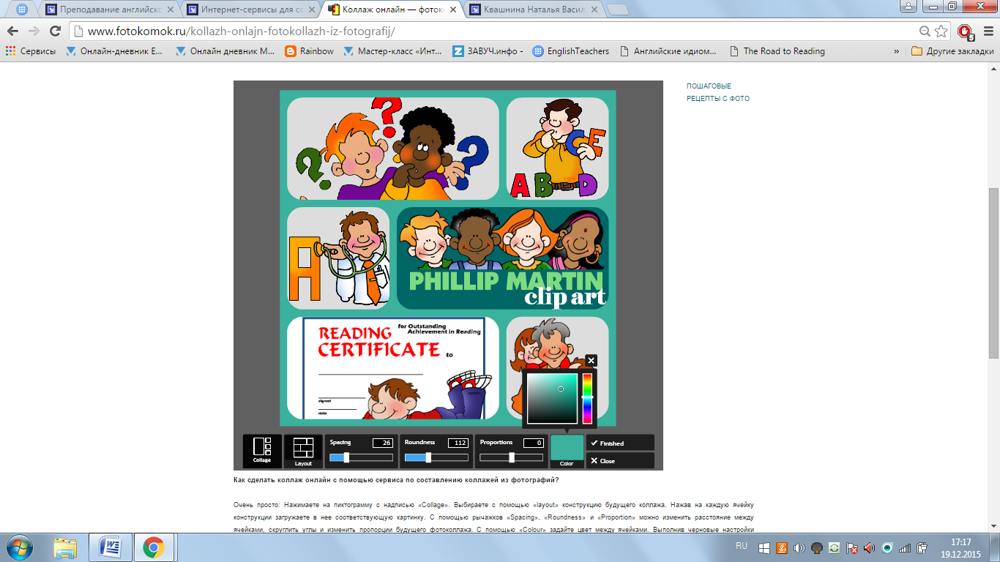 Преподавание английско
Интернет-сервисы для со
Коллаж онлайн — фотоко
Квашнина Наталья Васил
www.fotokomok.ru/kollazh-onlajn-fotokollazh-iz-fotografij/
5
Сервисы
Онлайн-дневник Е...
Онлайн дневник М...
Rainbow
Мастер-класс «Инт...
ЗАВУЧ.инфо -
EnglishTeachers
Английские идиом...
The Road to Reading
»
Другие закладки
ПОШАГОВЫЕ
РЕЦЕПТЫ С ФОТО
? ? ?
C E
A B D
A
PHILLIP MARTIN
clip art
READING
for Outstanding
Achievement in Reading
CERTIFICATE to
signed
date
Collage
Layout
Spacing 26
Roundness 112
Proportions 0
Color
Finished
Close
Как сделать коллаж онлайн с помощью сервиса по составлению коллажей из фотографий?
Очень просто: Нажимаете на пиктограмму с надписью «Collage». Выбираете с помощью «layout» конструкцию будущего коллажа. Нажав на каждую ячейку
конструкции загружаете в нее соответствующую картинку. С помощью рычажков «Spacing», «Roundness» и «Proportion» можно изменить расстояние между
ячейками, скруглить углы и изменить пропорции будущего фотоколлажа. С помощью «Colour» задайте цвет между ячейками. Выполнив черновые настройки
RU
17:17
19.12.2015